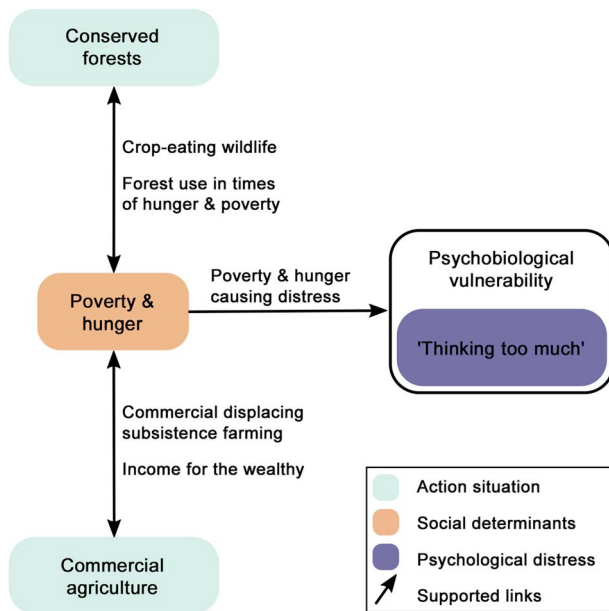 Conserved
forests
Crop-eating wildlife
Forest use in times
of hunger & poverty
Poverty &
hunger
Poverty & hunger
causing distress
Psychobiological
vulnerability
'Thinking too much'
Commercial displacing
subsistence farming
Income for the wealthy
Commercial
agriculture
Action situation
Social determinants
Psychological distress
Supported links